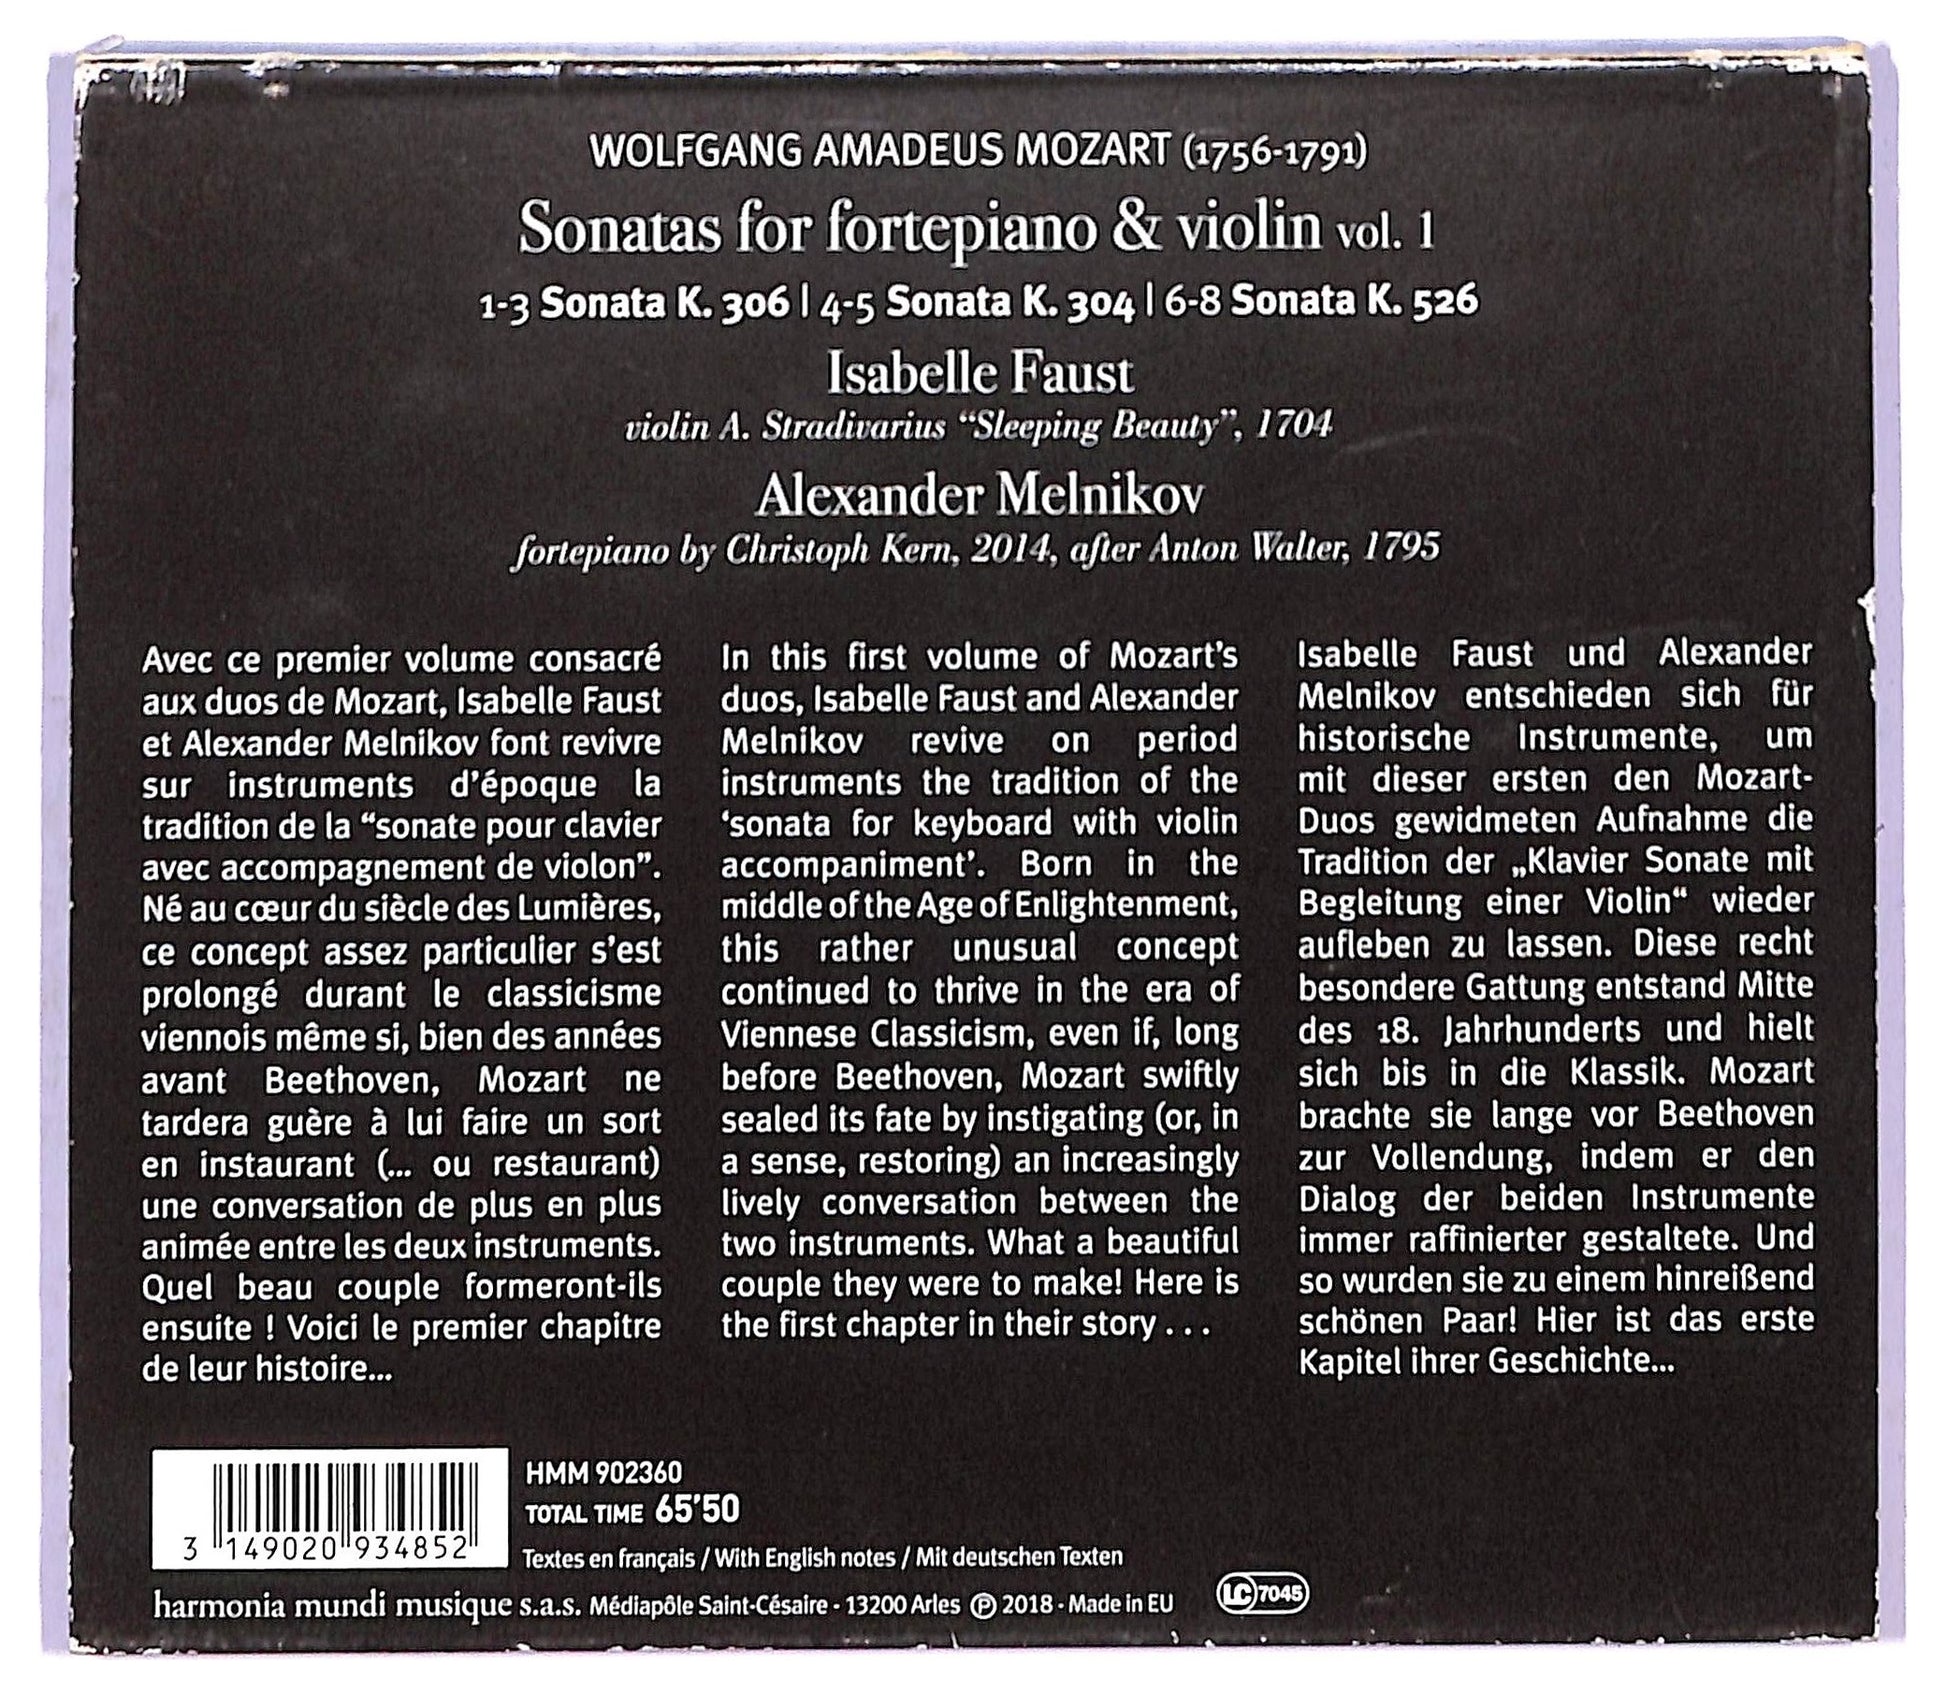 WOLFGANG AMADEUS MOZART (1756-1791)
Sonatas for fortepiano & violin vol. 1
1-3 Sonata K. 306 | 4-5 Sonata K. 304 | 6-8 Sonata K. 526
Isabelle Faust
violin A. Stradivarius “Sleeping Beauty”, 1704
Alexander Melnikov
fortepiano by Christoph Kern, 2014, after Anton Walter, 1795
Avec ce premier volume consacré
aux duos de Mozart, Isabelle Faust
et Alexander Melnikov font revivre
sur instruments d’époque la
tradition de la “sonate pour clavier
avec accompagnement de violon”.
Né au cœur du siècle des Lumières,
ce concept assez particulier s’est
prolongé durant le classicisme
viennois même si, bien des années
avant Beethoven, Mozart ne
tardera guère à lui faire un sort
en instaurant (... ou restaurant)
une conversation de plus en plus
animée entre les deux instruments.
Quel beau couple formeront-ils
ensuite ! Voici le premier chapitre
de leur histoire...
In this first volume of Mozart’s
duos, Isabelle Faust and Alexander
Melnikov revive on period
instruments the tradition of the
‘sonata for keyboard with violin
accompaniment’. Born in the
middle of the Age of Enlightenment,
this rather unusual concept
continued to thrive in the era of
Viennese Classicism, even if, long
before Beethoven, Mozart swiftly
sealed its fate by instigating (or, in
a sense, restoring) an increasingly
lively conversation between the
two instruments. What a beautiful
couple they were to make! Here is
the first chapter in their story . . .
Isabelle Faust und Alexander
Melnikov entschieden sich für
historische Instrumente, um
mit dieser ersten den Mozart-
Duos gewidmeten Aufnahme die
Tradition der „Klavier Sonate mit
Begleitung einer Violin“ wieder
aufleben zu lassen. Diese recht
besondere Gattung entstand Mitte
des 18. Jahrhunderts und hielt
sich bis in die Klassik. Mozart
brachte sie lange vor Beethoven
zur Vollendung, indem er den
Dialog der beiden Instrumente
immer raffinierter gestaltete. Und
so wurden sie zu einem hinreißend
schönen Paar! Hier ist das erste
Kapitel ihrer Geschichte...
HMM 902360
TOTAL TIME 65’50
3 149020 934852
Textes en français / With English notes / Mit deutschen Texten
harmonia mundi musique s.a.s. Médiapôle Saint-Césaire - 13200 Arles ℗ 2018 - Made in EU
LC 7045